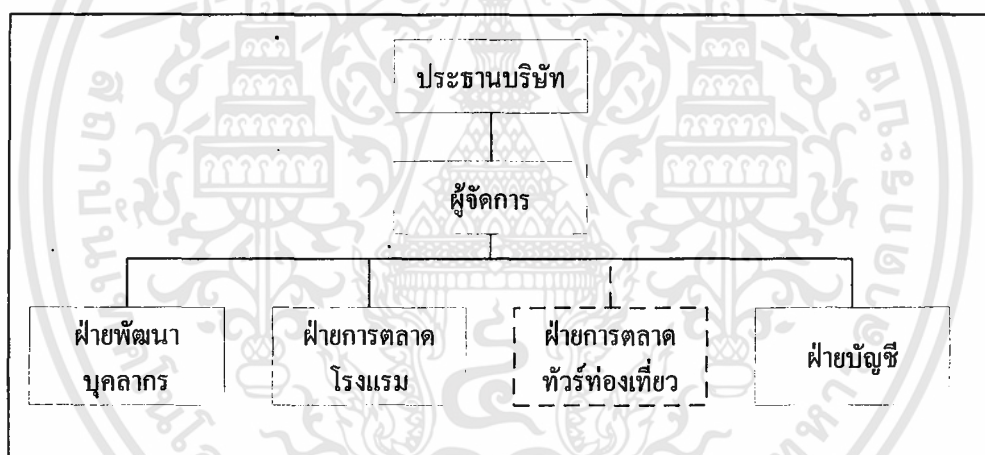 ประธานบริษัท
ผู้จัดการ
ฝ่ายพัฒนา
บุคลากร
ฝ่ายการตลาด
โรงแรม
ฝ่ายการตลาด
ทัวร์ท่องเที่ยว
ฝ่ายบัญชี